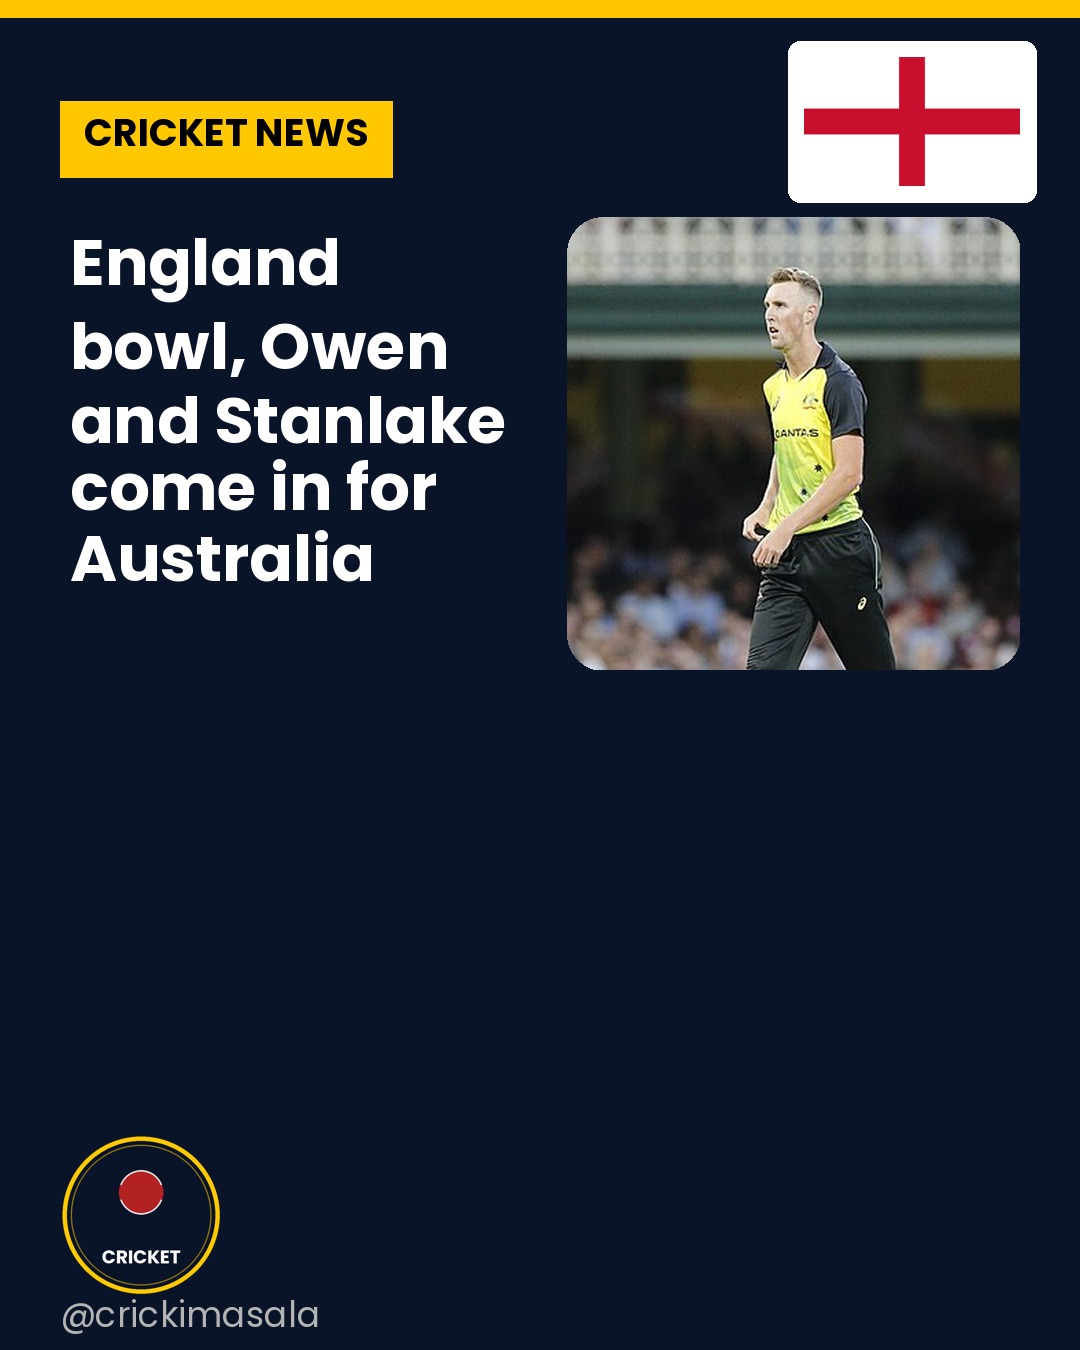 CRICKET NEWS
England
bowl, Owen
and Stanlake
come in for
Australia
QANTAS
CRICKET
@crickimasala